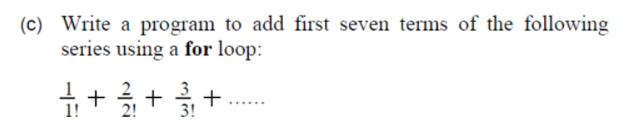 (c) Write a program to add first seven terms of the following
series using a for loop:
1/1! + 2/2! + 3/3! + ......